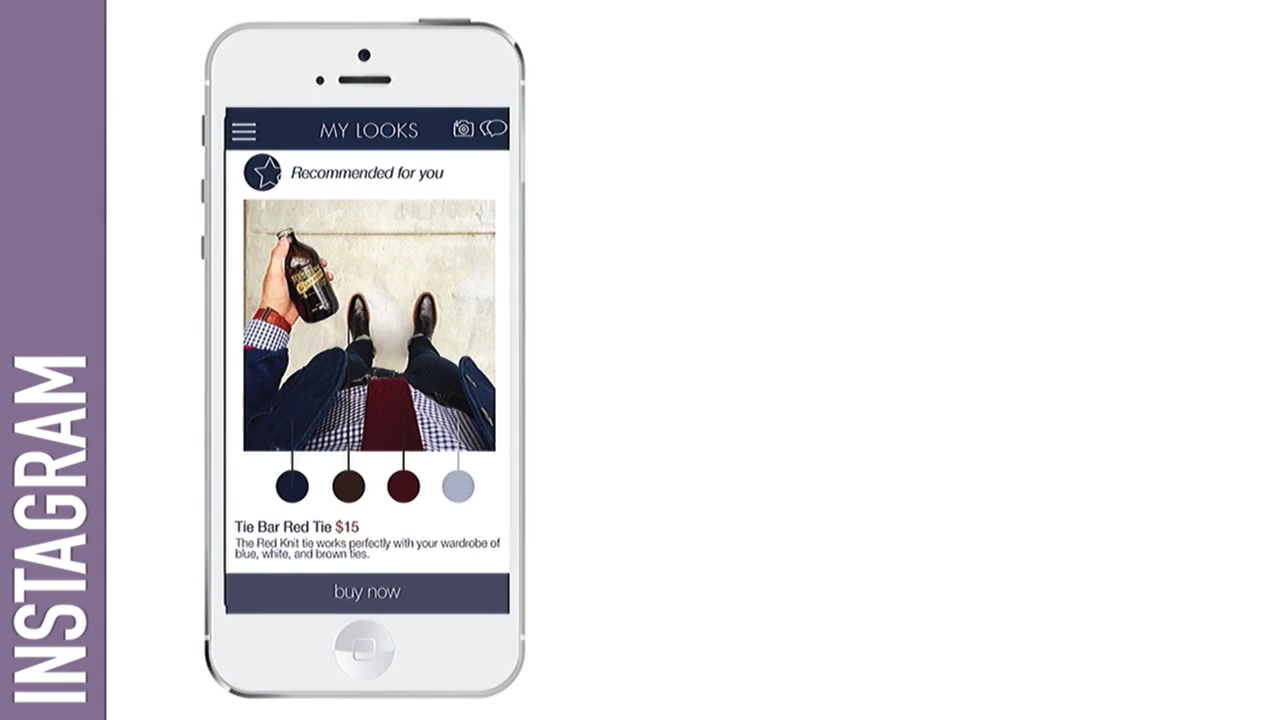 INSTAGRAM
MY LOOKS
Recommended for you
Tie Bar Red Tie $15
The Red Knit tie works perfectly with your wardrobe of
blue, white, and brown ties.
buy now